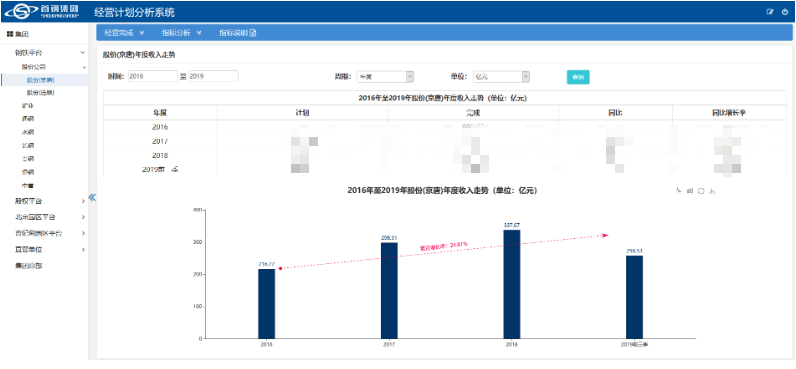 首钢集团 经营计划分析系统
SHOUGANG GROUP
集团
经营完成 指标分析 指标说明
钢铁平台
股份公司
股份(京唐)
股份(迁顺)
矿业
通钢
水钢
长钢
贵钢
伊钢
中首
股权平台
北京园区平台
曹妃甸园区平台
直管单位
集团总部
股份(京唐)年度收入走势
时间: 2016 至 2019 周期: 年度 单位: 亿元 查询
2016年至2019年股份(京唐)年度收入走势 (单位: 亿元)
年度 计划 完成 同比 同比增长率
2016
2017
2018
2019前 季
2016年至2019年股份(京唐)年度收入走势 (单位: 亿元)
400
300
200
100
0
216.77
298.51
337.67
258.51
复合增长率: 24.81%
2016
2017
2018
2019前三季